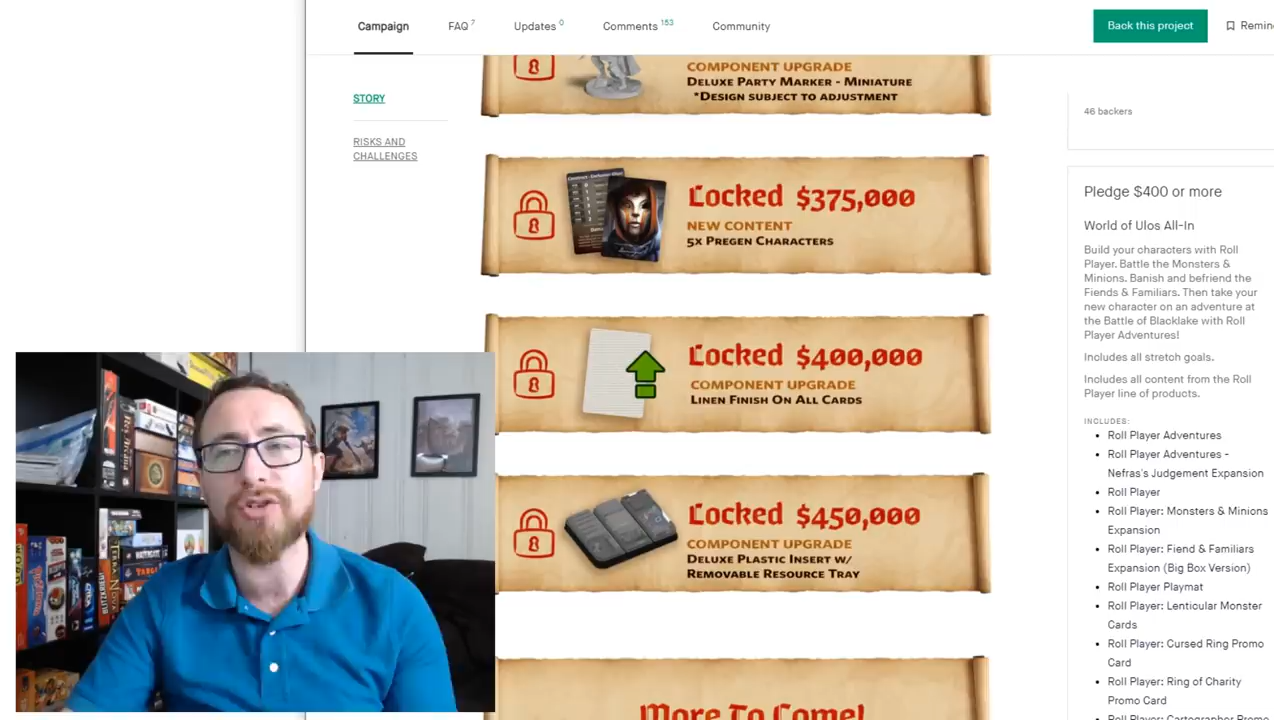 Campaign
FAQ 7
Updates 0
Comments 153
Community
Back this project
Remin
STORY
RISKS AND
CHALLENGES
COMPONENT UPGRADE
Deluxe Party Marker - Miniature
*Design subject to adjustment
Locked $375,000
NEW CONTENT
5x Pregen Characters
Locked $400,000
COMPONENT UPGRADE
Linen Finish On All Cards
Locked $450,000
COMPONENT UPGRADE
Deluxe Plastic Insert w/
Removable Resource Tray
More To Come!
46 backers
Pledge $400 or more
World of Ulos All-In
Build your characters with Roll
Player. Battle the Monsters &
Minions. Banish and befriend the
Fiends & Familiars. Then take your
new character on an adventure at
the Battle of Blacklake with Roll
Player Adventures!
Includes all stretch goals.
Includes all content from the Roll
Player line of products.
INCLUDES:
• Roll Player Adventures
• Roll Player Adventures -
Nefras's Judgement Expansion
• Roll Player
• Roll Player: Monsters & Minions
Expansion
• Roll Player: Fiend & Familiars
Expansion (Big Box Version)
• Roll Player Playmat
• Roll Player: Lenticular Monster
Cards
• Roll Player: Cursed Ring Promo
Card
• Roll Player: Ring of Charity
Promo Card
• Roll Player: Cartographer Promo